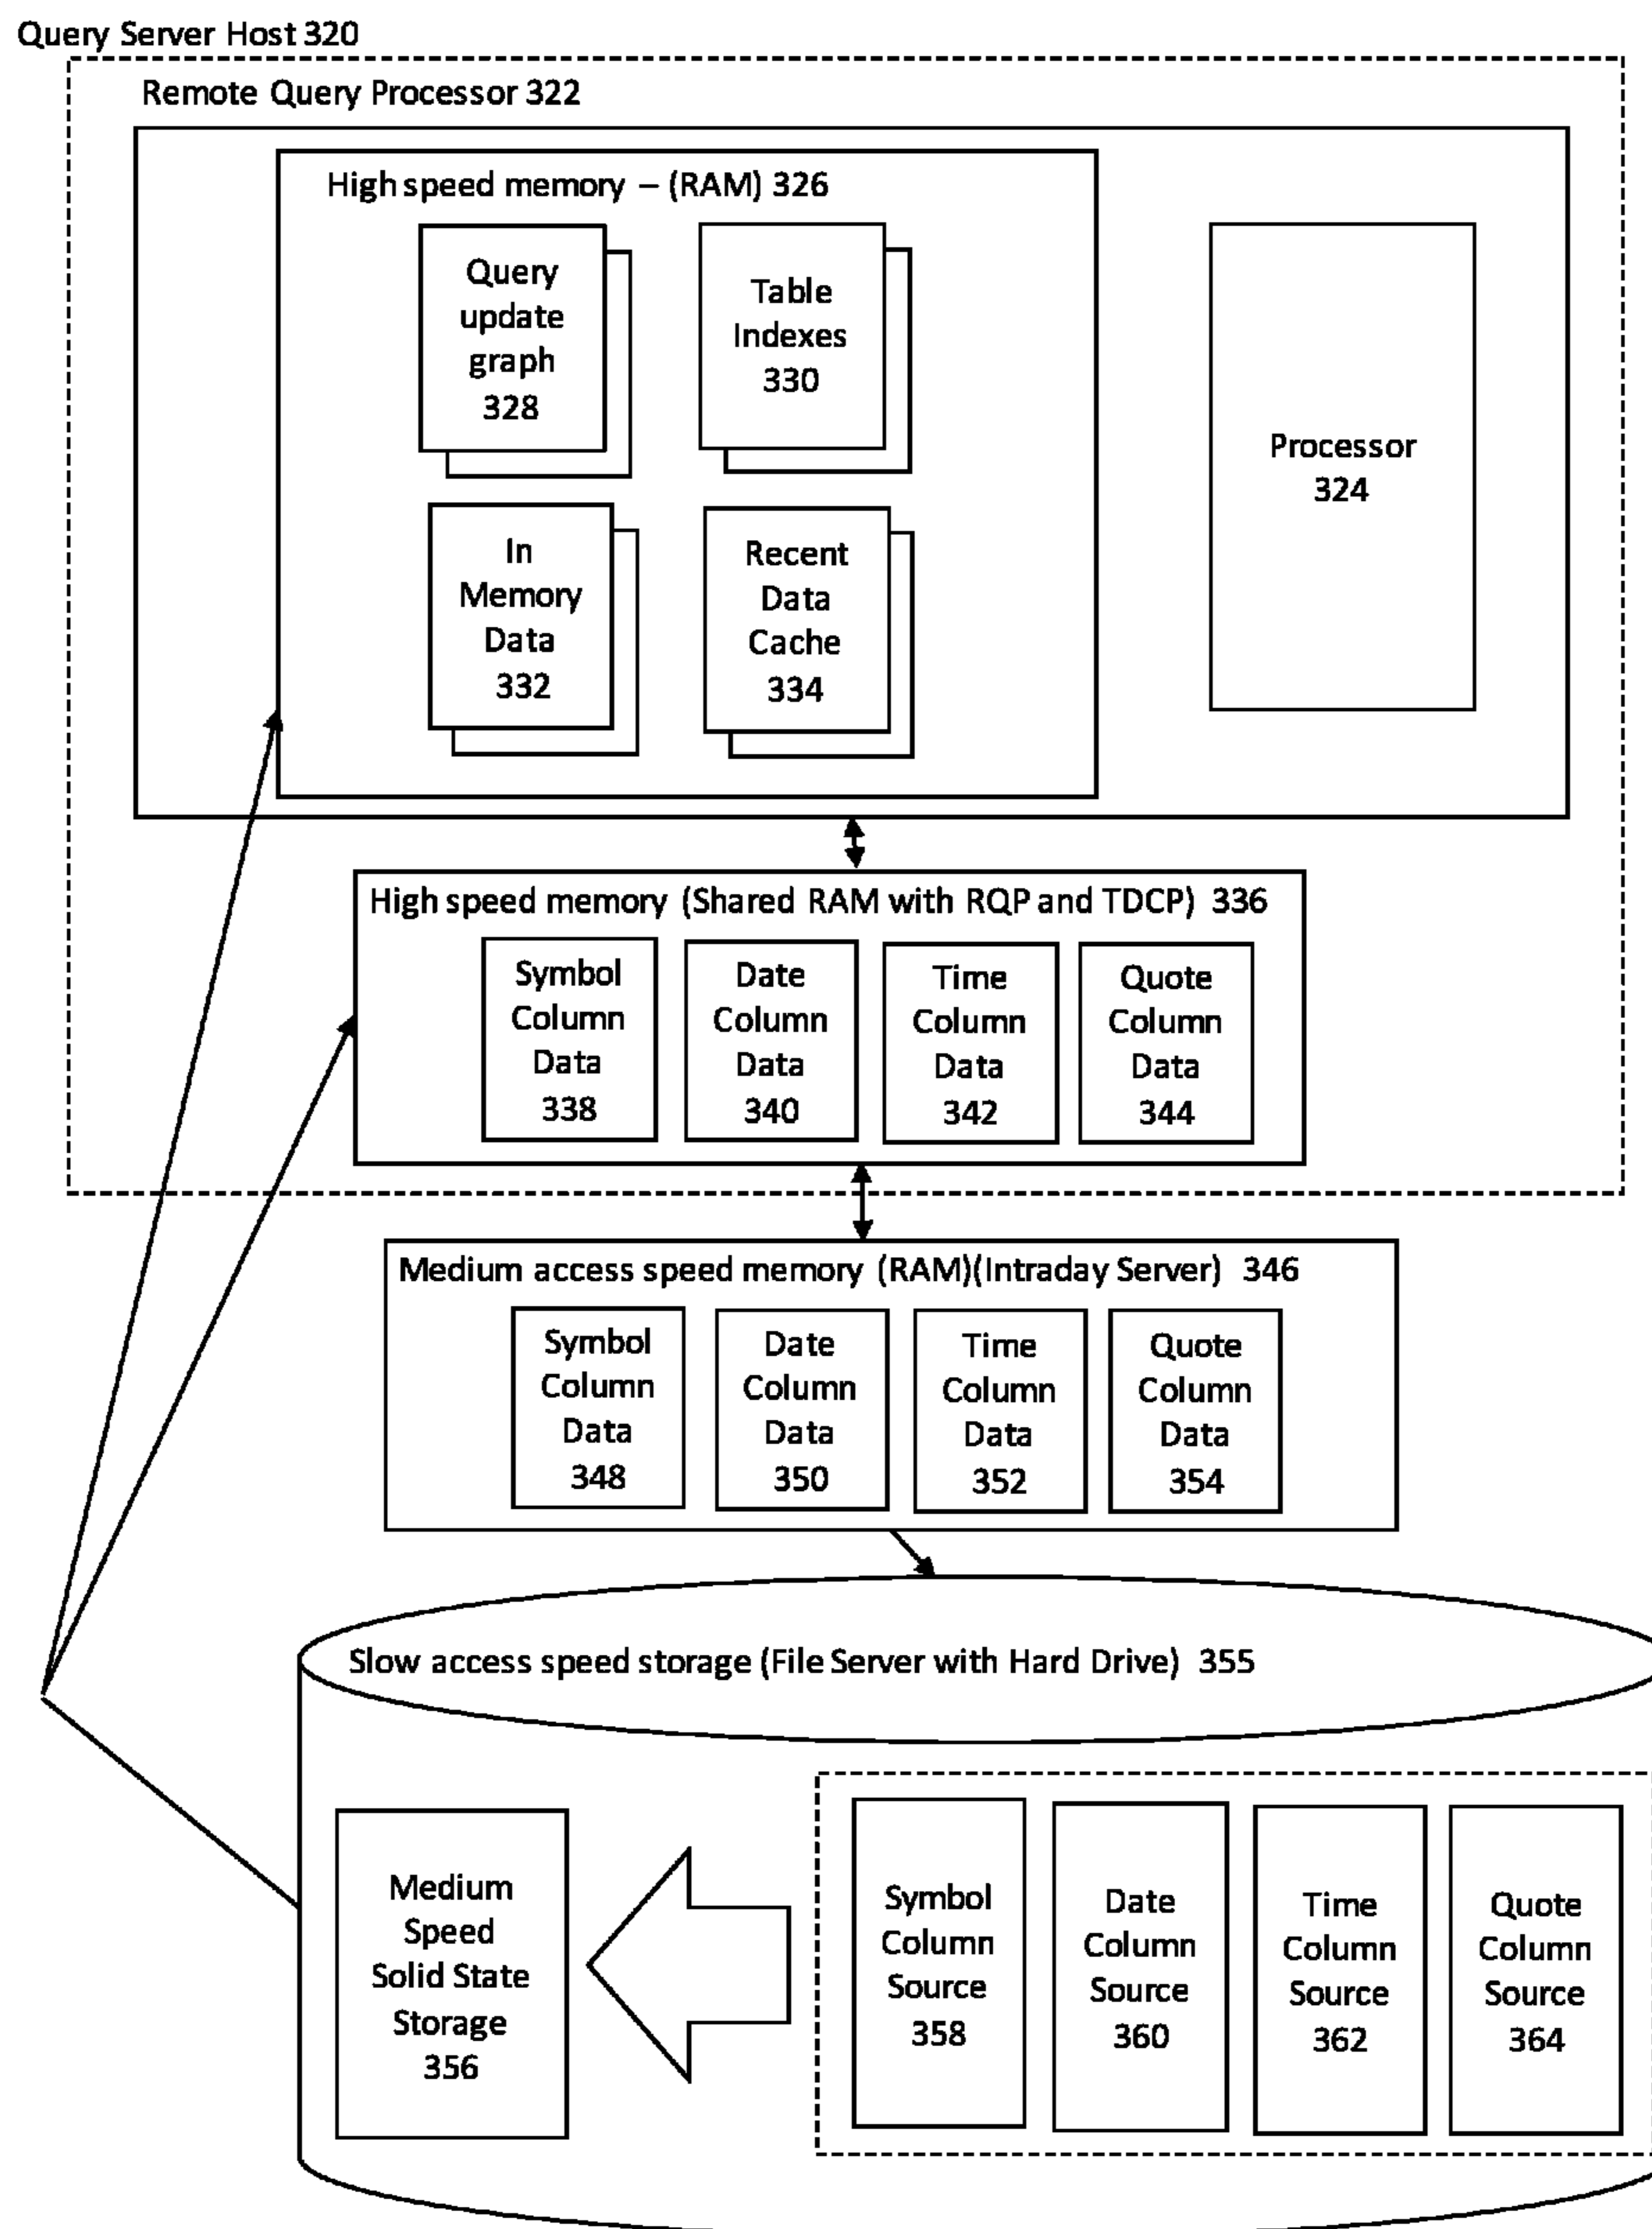 Query Server Host 320
Remote Query Processor 322
High speed memory – (RAM) 326
Query
update
graph
328
Table
Indexes
330
Processor
324
In
Memory
Data
332
Recent
Data
Cache
334
High speed memory (Shared RAM with RQP and TDCP) 336
Symbol
Column
Data
338
Date
Column
Data
340
Time
Column
Data
342
Quote
Column
Data
344
Medium access speed memory (RAM)(Intraday Server) 346
Symbol
Column
Data
348
Date
Column
Data
350
Time
Column
Data
352
Quote
Column
Data
354
Slow access speed storage (File Server with Hard Drive) 355
Medium
Speed
Solid State
Storage
356
Symbol
Column
Source
358
Date
Column
Source
360
Time
Column
Source
362
Quote
Column
Source
364